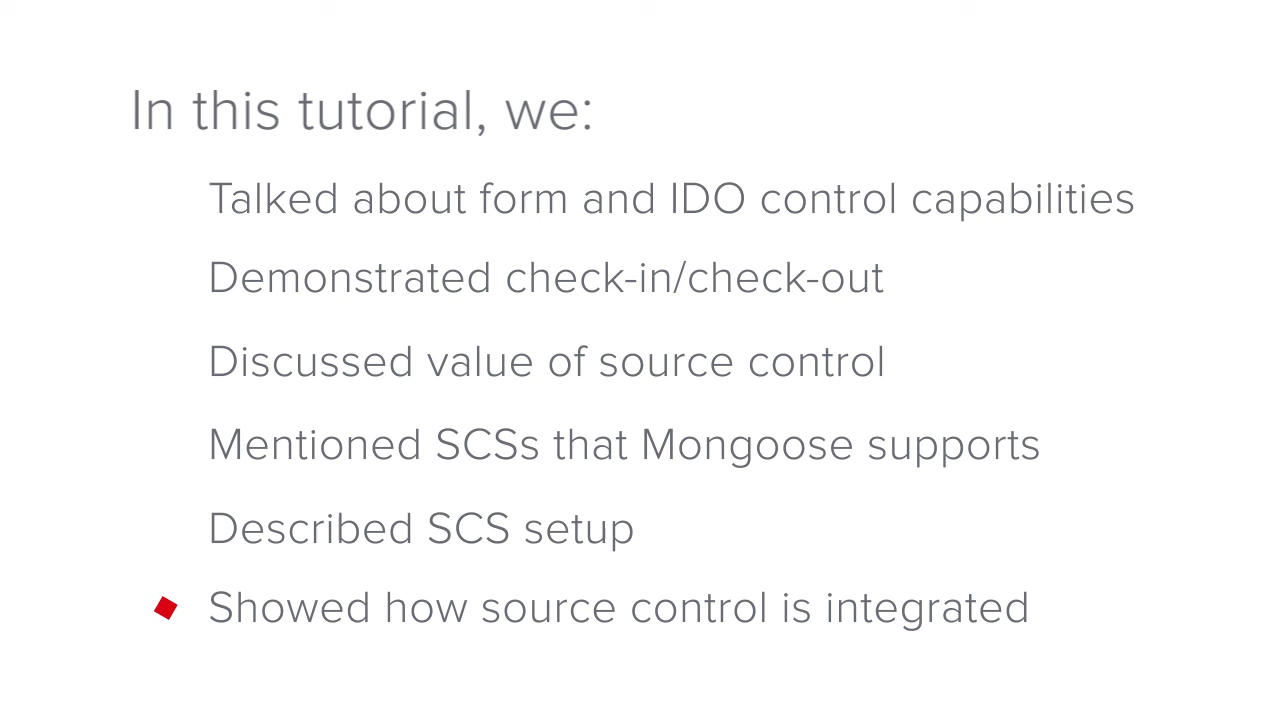 In this tutorial, we:
Talked about form and IDO control capabilities
Demonstrated check-in/check-out
Discussed value of source control
Mentioned SCSs that Mongoose supports
Described SCS setup
Showed how source control is integrated